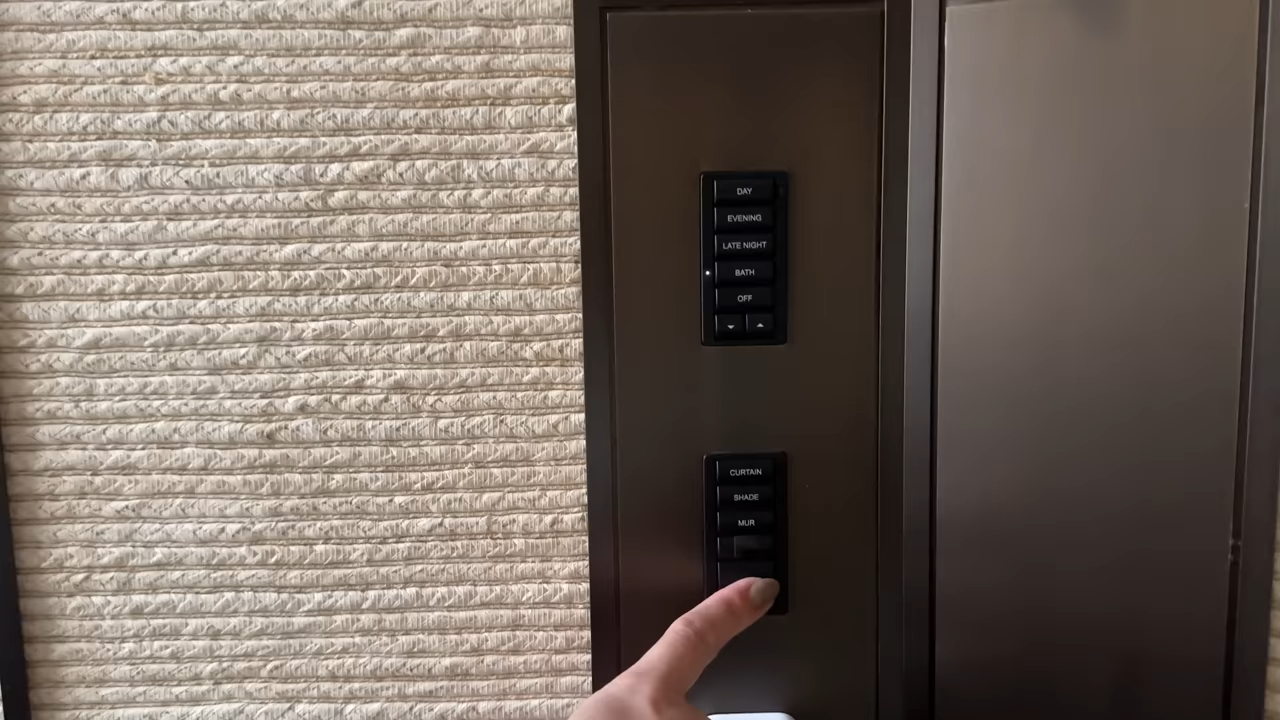 DAY
EVENING
LATE NIGHT
BATH
OFF
CURTAIN
SHADE
MUR